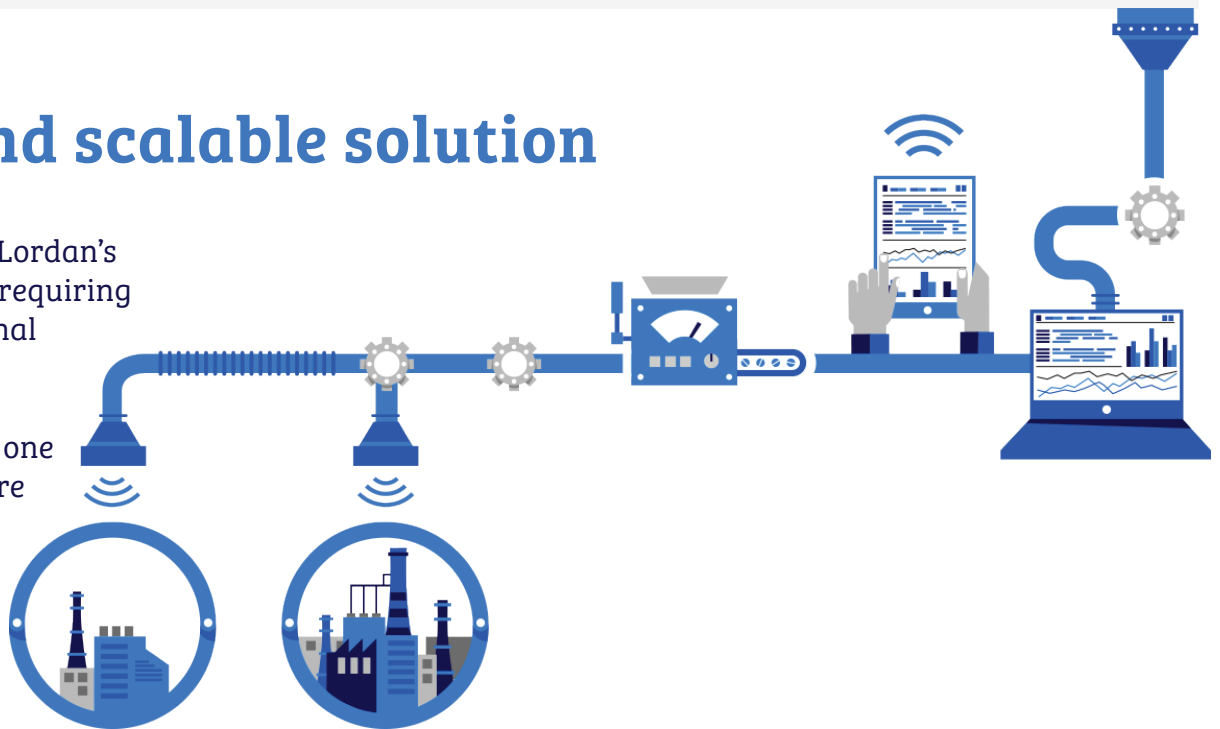 nd scalable solution
Lordan’s
requiring
nal
one
re